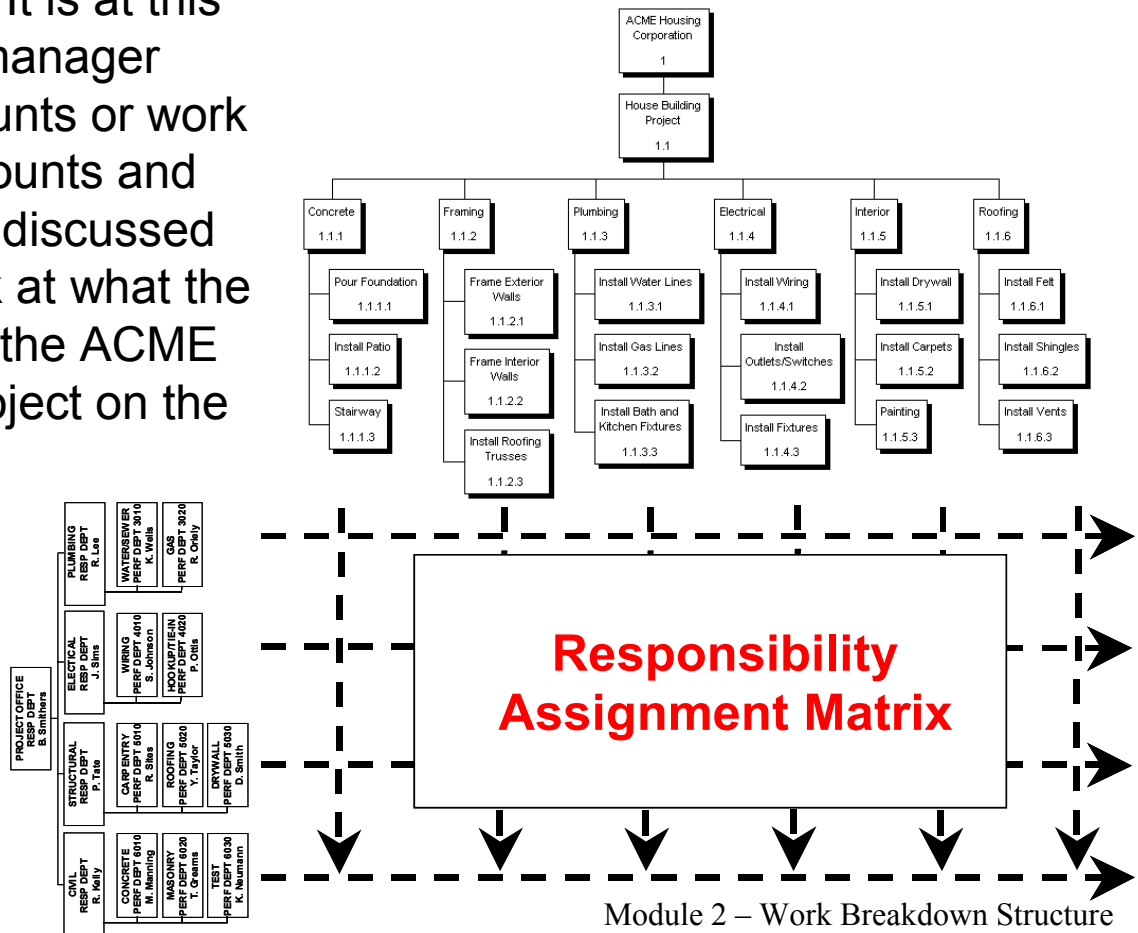 nt is at this
manager
unts or work
ounts and
discussed
k at what the
the ACME
oject on the
ACME Housing
Corporation
1
House Building
Project
1.1
Concrete
1.1.1
Pour Foundation
1.1.1.1
Install Patio
1.1.1.2
Stairway
1.1.1.3
Framing
1.1.2
Frame Exterior
Walls
1.1.2.1
Frame Interior
Walls
1.1.2.2
Install Roofing
Trusses
1.1.2.3
Plumbing
1.1.3
Install Water Lines
1.1.3.1
Install Gas Lines
1.1.3.2
Install Bath and
Kitchen Fixtures
1.1.3.3
Electrical
1.1.4
Install Wiring
1.1.4.1
Install
Outlets/Switches
1.1.4.2
Install Fixtures
1.1.4.3
Interior
1.1.5
Install Drywall
1.1.5.1
Install Carpets
1.1.5.2
Painting
1.1.5.3
Roofing
1.1.6
Install Felt
1.1.6.1
Install Shingles
1.1.6.2
Install Vents
1.1.6.3
PROJECT OFFICE
RESP DEPT
B. Smithers
PLUMBING
RESP DEPT
R. Lee
WATER/SEWER
PERF DEPT 3010
K. Wells
GAS
PERF DEPT 3020
R. Oriely
ELECTICAL
RESP DEPT
J. Sims
WIRING
PERF DEPT 4010
S. Johnson
HOOKUP/TIE-IN
PERF DEPT 4020
P. Ottis
STRUCTURAL
RESP DEPT
P. Tate
CARPENTRY
PERF DEPT 5010
R. Sites
ROOFING
PERF DEPT 5020
Y. Taylor
DRYWALL
PERF DEPT 5030
D. Smith
CIVIL
RESP DEPT
R. Kelly
CONCRETE
PERF DEPT 6010
M. Manning
MASONRY
PERF DEPT 6020
T. Greams
TEST
PERF DEPT 6030
K. Neumann
Responsibility
Assignment Matrix
Module 2 – Work Breakdown Structure